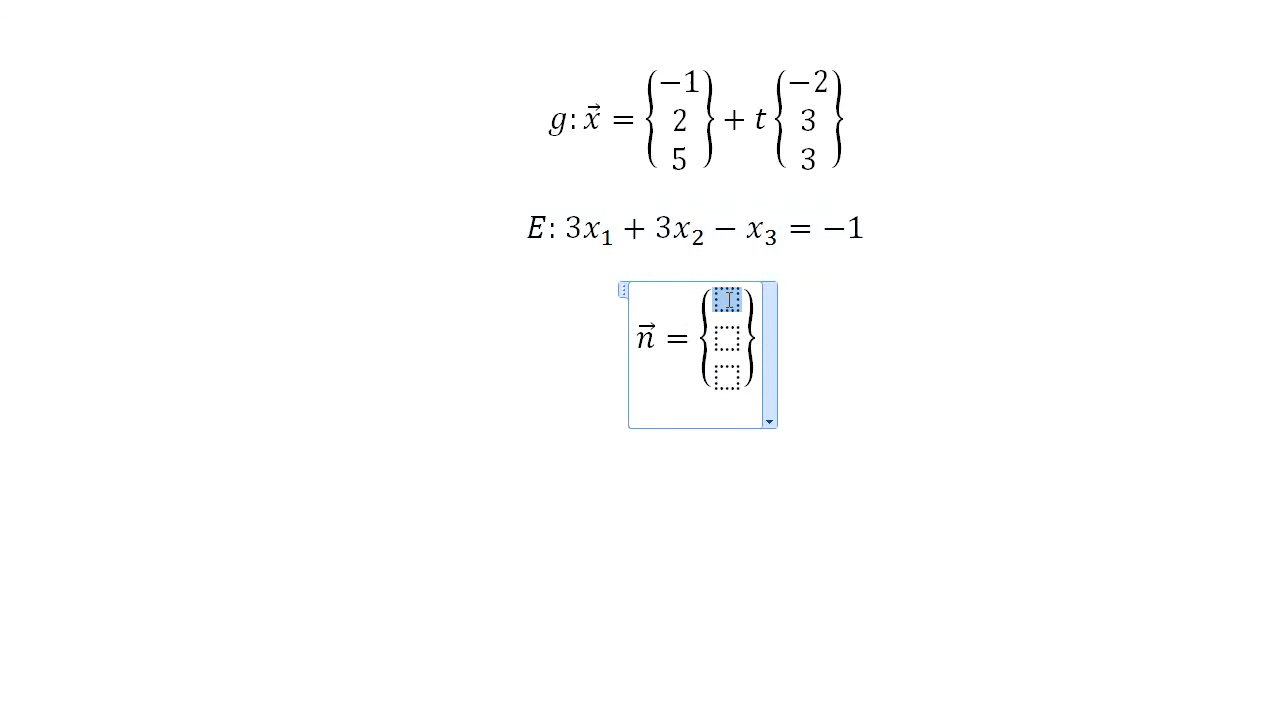 g: x⃗ = {−1 2 5} + t {−2 3 3}
E: 3x₁ + 3x₂ − x₃ = −1
n⃗ = { }